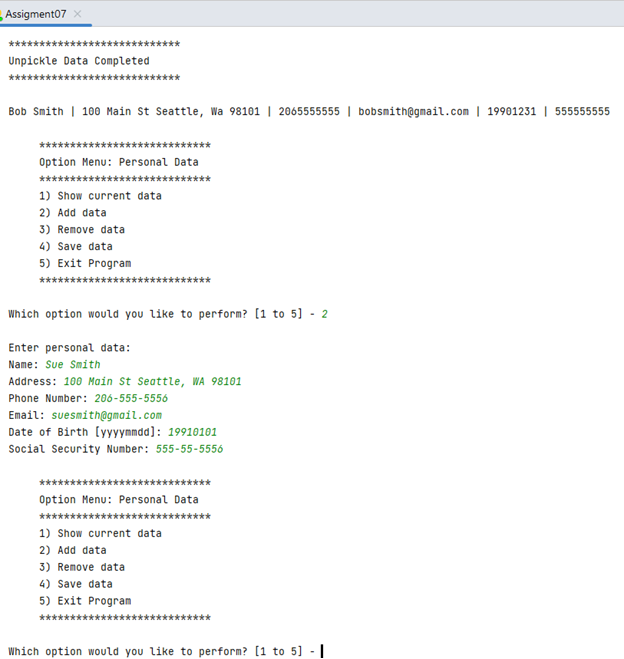 Assigment07
****************************
Unpickle Data Completed
****************************
Bob Smith | 100 Main St Seattle, Wa 98101 | 2065555555 | bobsmith@gmail.com | 19901231 | 555555555
****************************
Option Menu: Personal Data
****************************
1) Show current data
2) Add data
3) Remove data
4) Save data
5) Exit Program
****************************
Which option would you like to perform? [1 to 5] - 2
Enter personal data:
Name: Sue Smith
Address: 100 Main St Seattle, WA 98101
Phone Number: 206-555-5556
Email: suesmith@gmail.com
Date of Birth [yyyymmdd]: 19910101
Social Security Number: 555-55-5556
****************************
Option Menu: Personal Data
****************************
1) Show current data
2) Add data
3) Remove data
4) Save data
5) Exit Program
****************************
Which option would you like to perform? [1 to 5] -